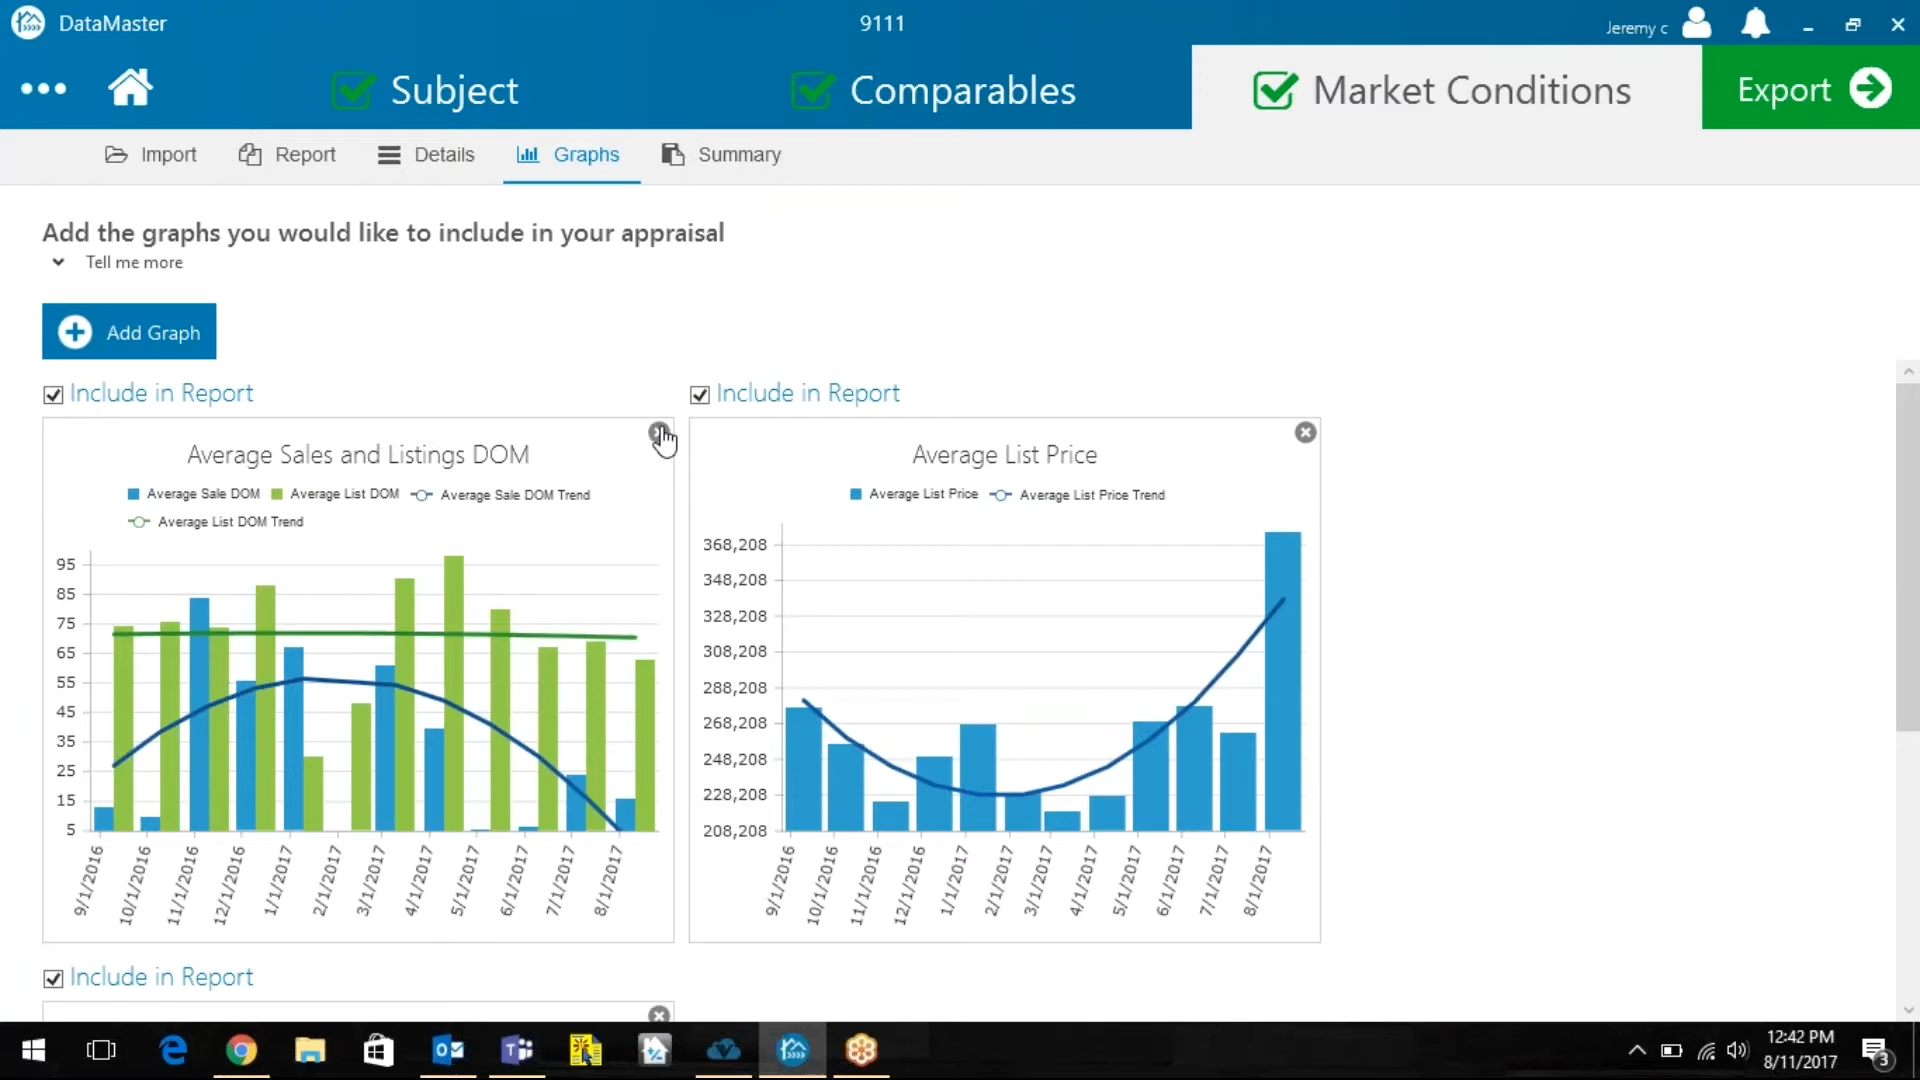 DataMaster
9111
Jeremy c
Subject
Comparables
Market Conditions
Export
Import
Report
Details
Graphs
Summary
Add the graphs you would like to include in your appraisal
Tell me more
Add Graph
Include in Report
Include in Report
Average Sales and Listings DOM
Average Sale DOM
Average List DOM
Average Sale DOM Trend
Average List DOM Trend
95
85
75
65
55
45
35
25
15
5
9/1/2016
10/1/2016
11/1/2016
12/1/2016
1/1/2017
2/1/2017
3/1/2017
4/1/2017
5/1/2017
6/1/2017
7/1/2017
8/1/2017
Average List Price
Average List Price
Average List Price Trend
368,208
348,208
328,208
308,208
288,208
268,208
248,208
228,208
208,208
9/1/2016
10/1/2016
11/1/2016
12/1/2016
1/1/2017
2/1/2017
3/1/2017
4/1/2017
5/1/2017
6/1/2017
7/1/2017
8/1/2017
Include in Report
12:42 PM
8/11/2017
3